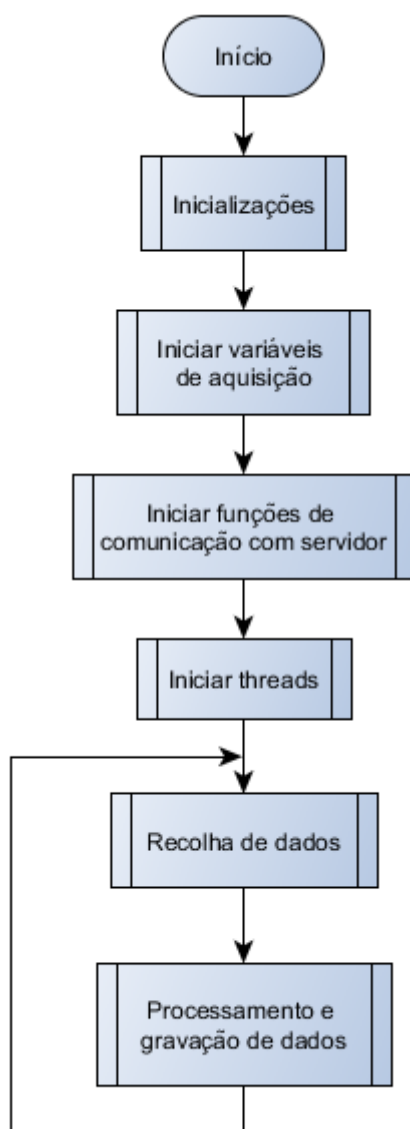 Início
Inicializações
Iniciar variáveis
de aquisição
Iniciar funções de
comunicação com servidor
Iniciar threads
Recolha de dados
Processamento e
gravação de dados